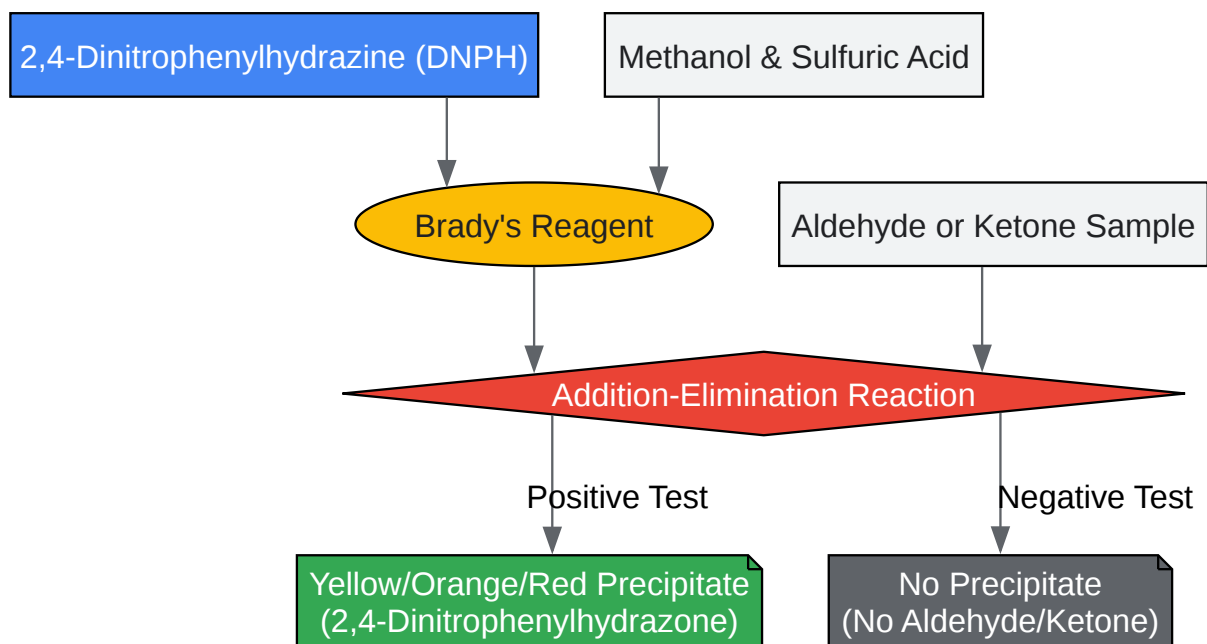 2,4-Dinitrophenylhydrazine (DNPH)
Methanol & Sulfuric Acid
Brady's Reagent
Aldehyde or Ketone Sample
Addition-Elimination Reaction
Positive Test
Negative Test
Yellow/Orange/Red Precipitate
(2,4-Dinitrophenylhydrazone)
No Precipitate
(No Aldehyde/Ketone)